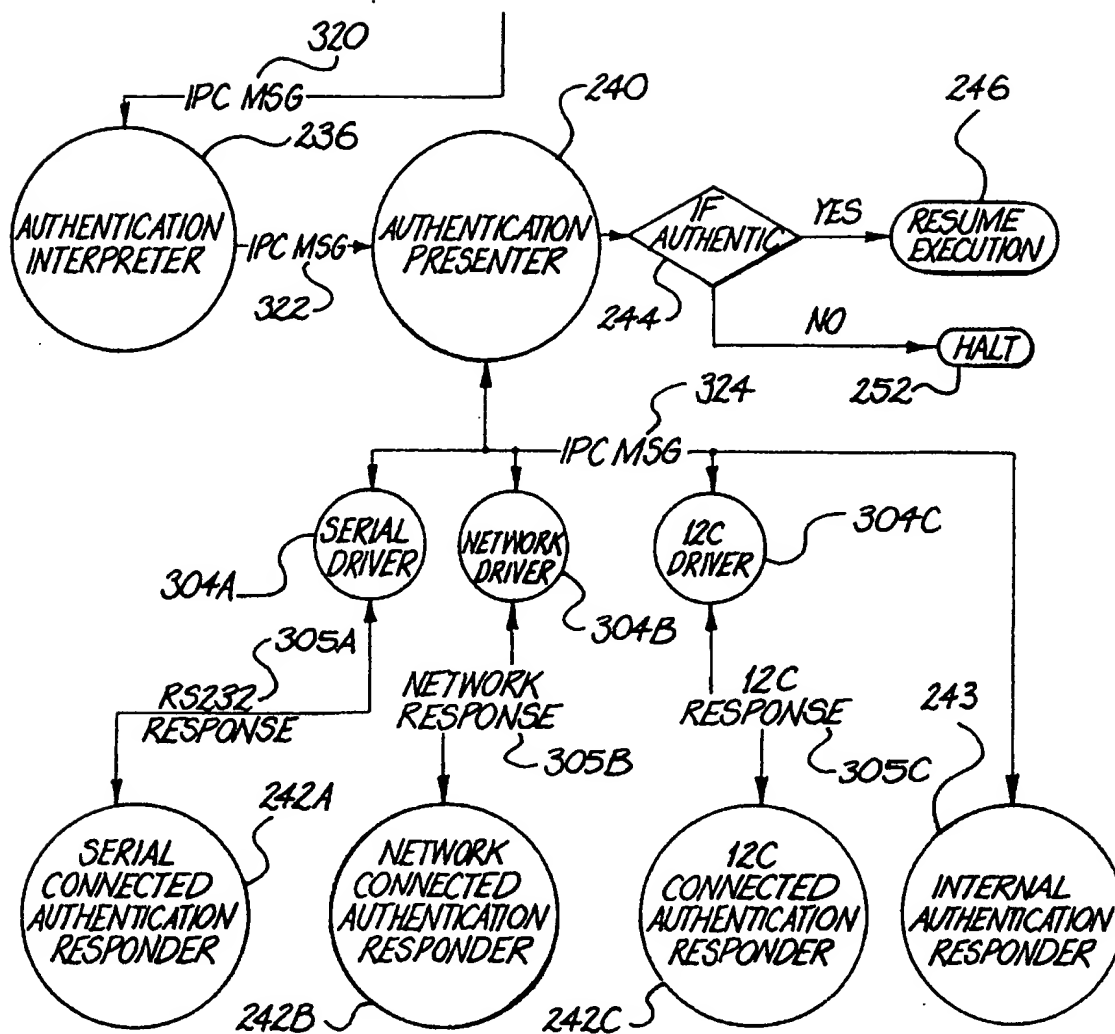 320
IPC MSG
240
246
236
AUTHENTICATION
INTERPRETER
IPC MSG
322
AUTHENTICATION
PRESENTER
IF
AUTHENTIC
244
YES
RESUME
EXECUTION
NO
HALT
252
324
IPC MSG
SERIAL
DRIVER
304A
NETWORK
DRIVER
304B
12C
DRIVER
304C
305A
RS232
RESPONSE
NETWORK
RESPONSE
305B
12C
RESPONSE
305C
243
242A
SERIAL
CONNECTED
AUTHENTICATION
RESPONDER
NETWORK
CONNECTED
AUTHENTICATION
RESPONDER
242B
12C
CONNECTED
AUTHENTICATION
RESPONDER
242C
INTERNAL
AUTHENTICATION
RESPONDER